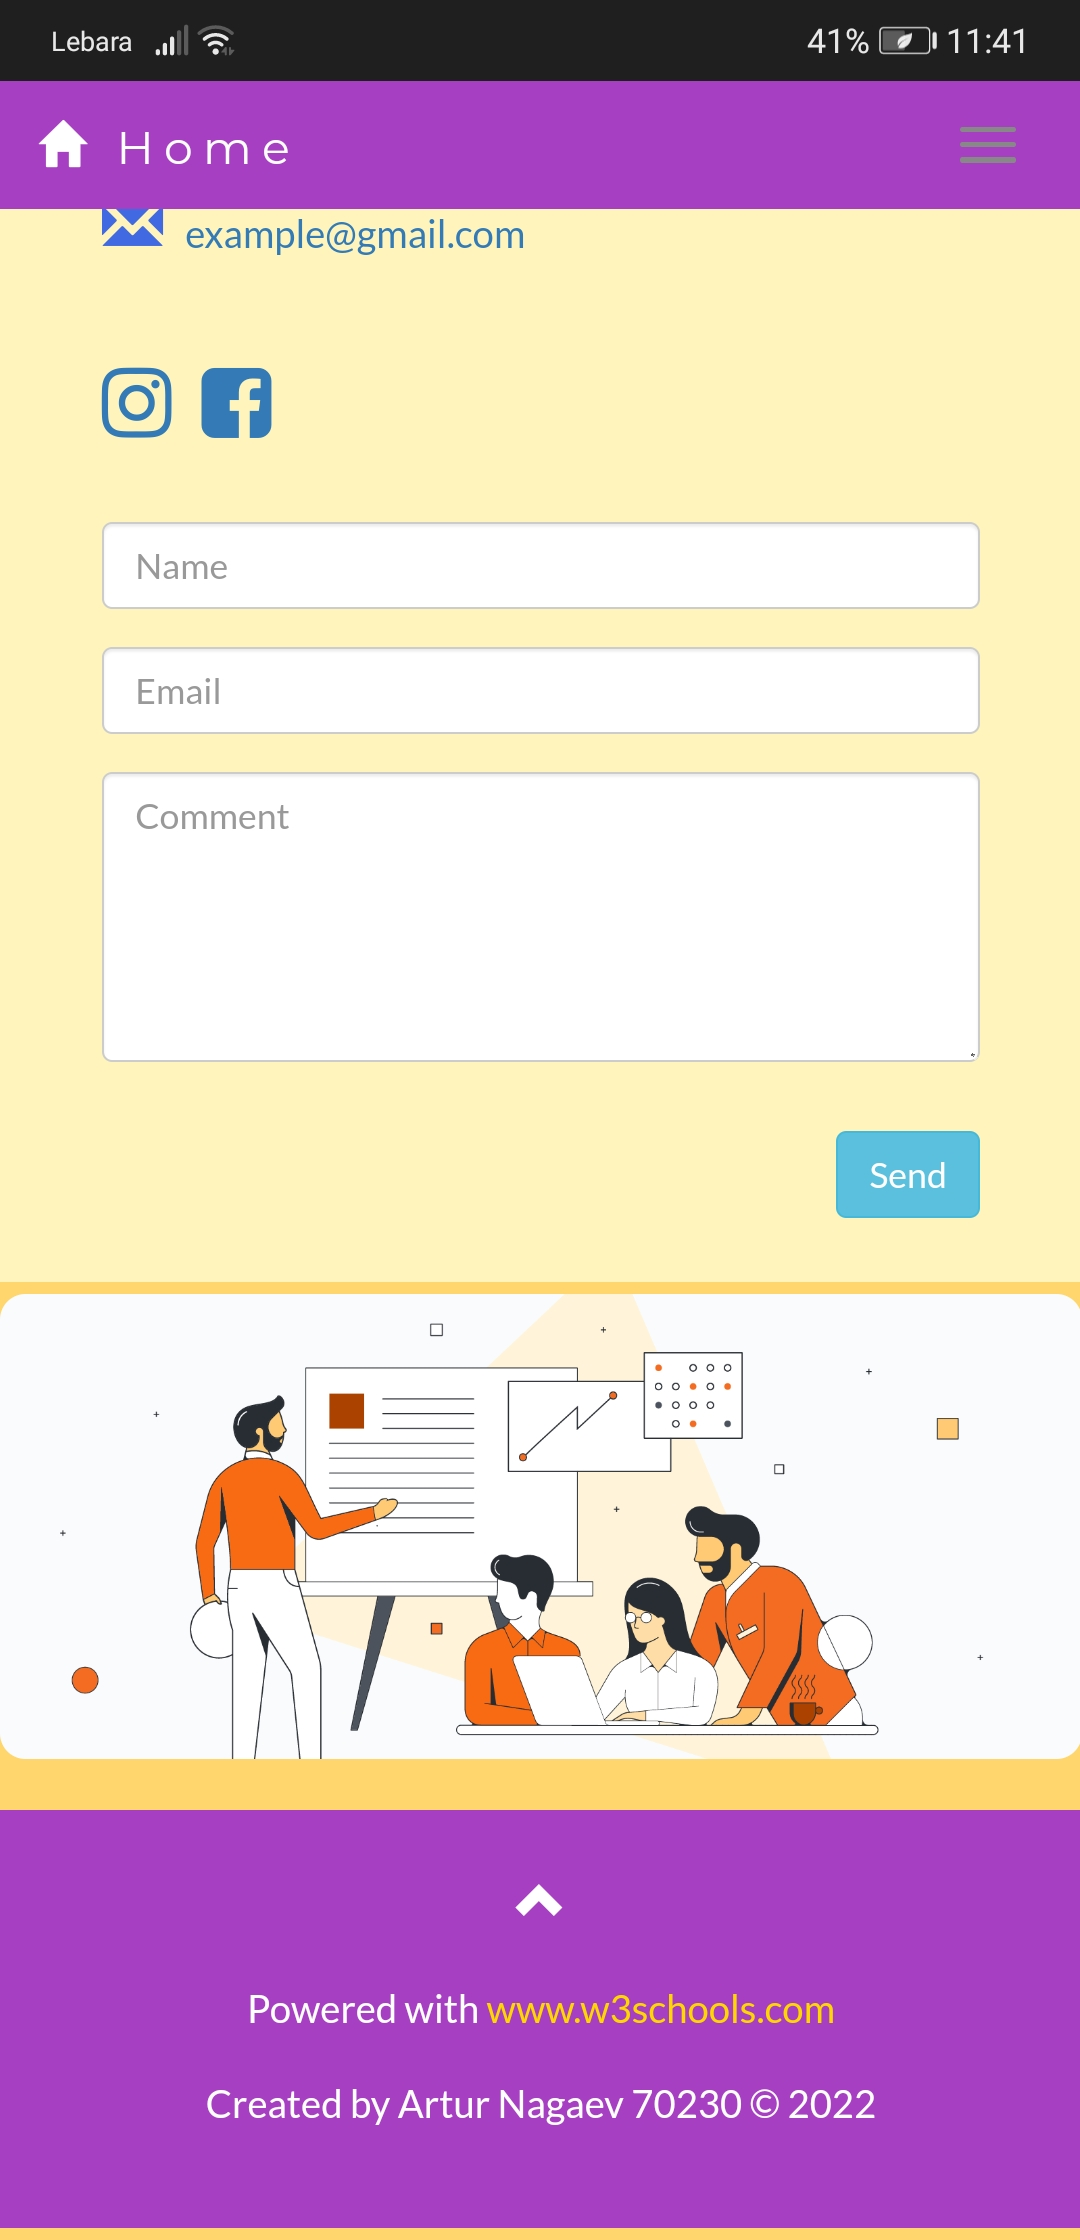 Lebara 41% 11:41
Home
example@gmail.com
Name
Email
Comment
Send
Powered with www.w3schools.com
Created by Artur Nagaev 70230 © 2022